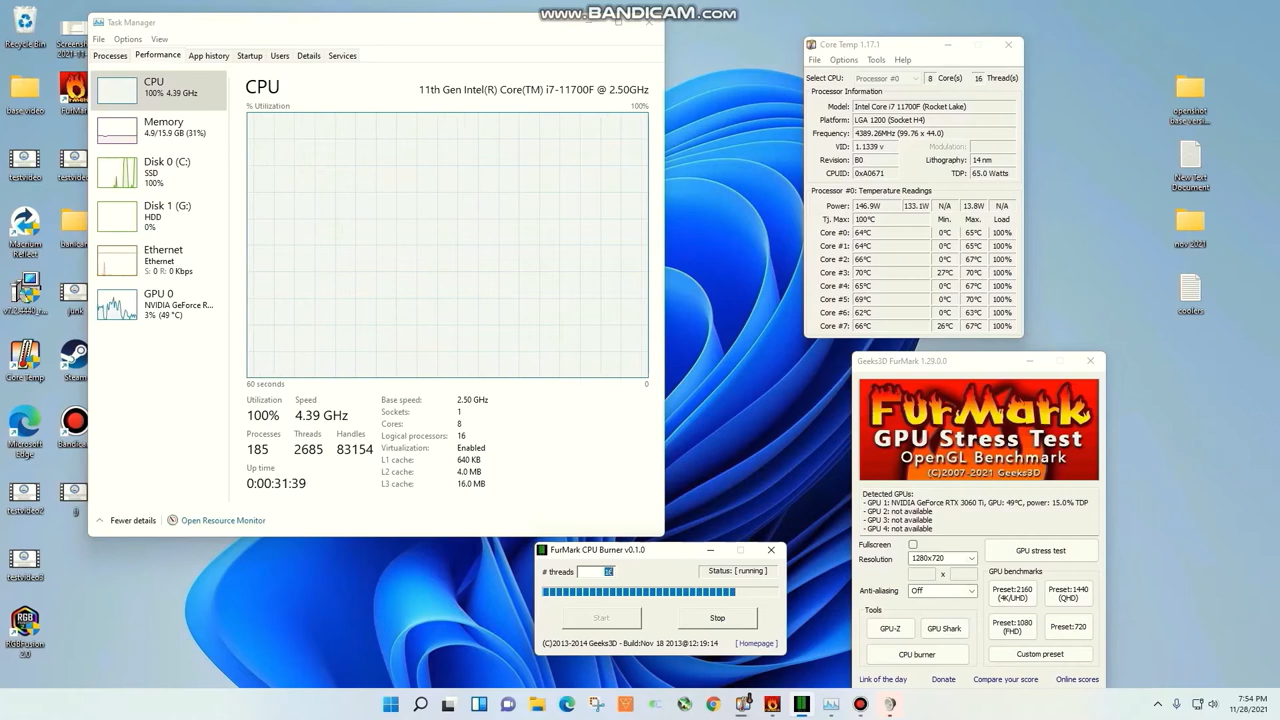 www.BANDICAM.com
Recycle Bin
Screensh
2021-11-
FurMar
testvideo
testvideo
Macrium
Reflect
bandica
junk
Core Temp
Steam
Microsoft
Edge
Bandica
testvideo2
testvideo3
RGBFusion
2.0
Task Manager
File Options View
Processes Performance App history Startup Users Details Services
CPU
100% 4.39 GHz
Memory
4.9/15.9 GB (31%)
Disk 0 (C:)
SSD
100%
Disk 1 (G:)
HDD
0%
Ethernet
Ethernet
S: 0 R: 0 Kbps
GPU 0
NVIDIA GeForce R...
3% (49 °C)
CPU
11th Gen Intel(R) Core(TM) i7-11700F @ 2.50GHz
% Utilization 100%
60 seconds 0
Utilization Speed
100% 4.39 GHz
Processes Threads Handles
185 2685 83154
Up time
0:00:31:39
Base speed: 2.50 GHz
Sockets: 1
Cores: 8
Logical processors: 16
Virtualization: Enabled
L1 cache: 640 KB
L2 cache: 4.0 MB
L3 cache: 16.0 MB
Fewer details Open Resource Monitor
Core Temp 1.17.1
File Options Tools Help
Select CPU: Processor #0 8 Core(s) 16 Thread(s)
Processor Information
Model: Intel Core i7 11700F (Rocket Lake)
Platform: LGA 1200 (Socket H4)
Frequency: 4389.26MHz (99.76 x 44.0)
VID: 1.1339 v Modulation:
Revision: B0 Lithography: 14 nm
CPUID: 0xA0671 TDP: 65.0 Watts
Processor #0: Temperature Readings
Power: 146.9W 133.1W N/A 13.8W N/A
Tj. Max: 100°C Min. Max. Load
Core #0: 64°C 0°C 65°C 100%
Core #1: 64°C 0°C 65°C 100%
Core #2: 66°C 0°C 67°C 100%
Core #3: 70°C 27°C 70°C 100%
Core #4: 65°C 0°C 67°C 100%
Core #5: 69°C 0°C 70°C 100%
Core #6: 62°C 0°C 63°C 100%
Core #7: 66°C 26°C 67°C 100%
openshot
base versi...
New Text
Document
nov 2021
coolers
Geeks3D FurMark 1.29.0.0
FurMark
GPU Stress Test
OpenGL Benchmark
(C)2007-2021 Geeks3D
Detected GPUs:
- GPU 1: NVIDIA GeForce RTX 3060 Ti, GPU: 49°C, power: 15.0% TDP
- GPU 2: not available
- GPU 3: not available
- GPU 4: not available
Fullscreen
Resolution 1280x720
x
Anti-aliasing: Off
GPU stress test
GPU benchmarks
Preset:2160
(4K/UHD)
Preset:1440
(QHD)
Preset:1080
(FHD)
Preset:720
Custom preset
Tools
GPU-Z GPU Shark
CPU burner
Link of the day Donate Compare your score Online scores
FurMark CPU Burner v0.1.0
# threads 16 Status: [ running ]
Start Stop
(C)2013-2014 Geeks3D - Build:Nov 18 2013@12:19:14 [ Homepage ]
:54 PM
11/28/2021